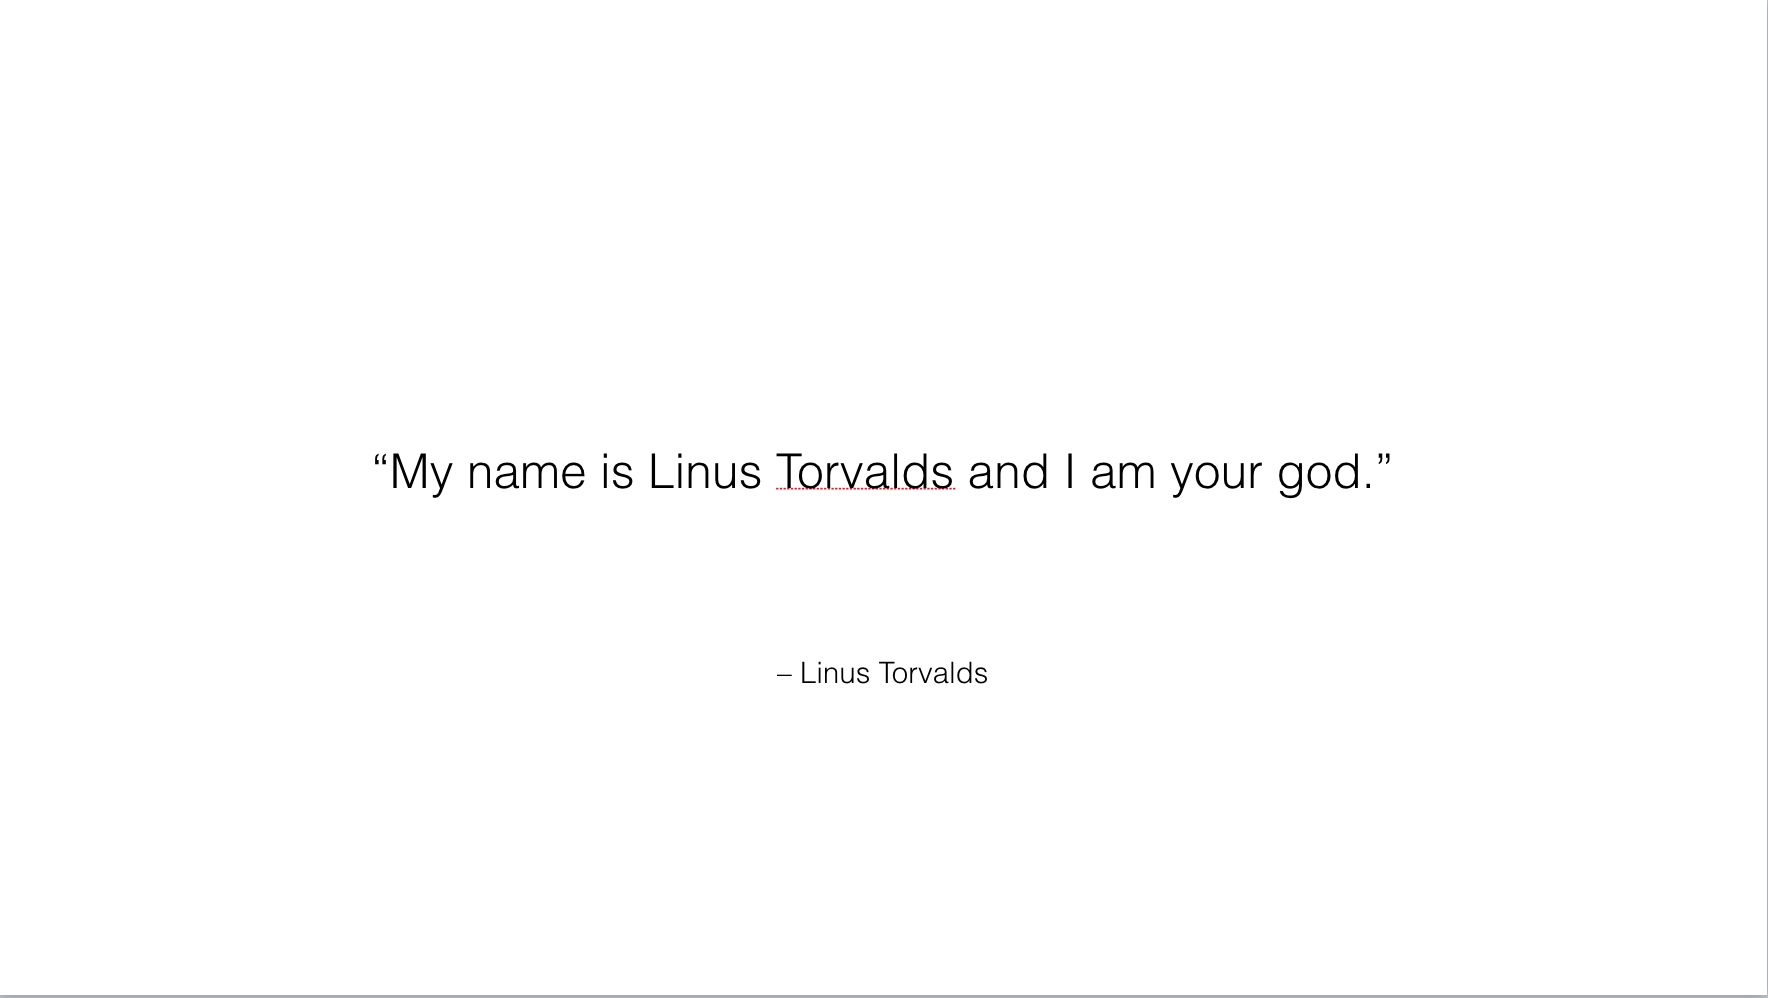 “My name is Linus Torvalds and I am your god.”
– Linus Torvalds